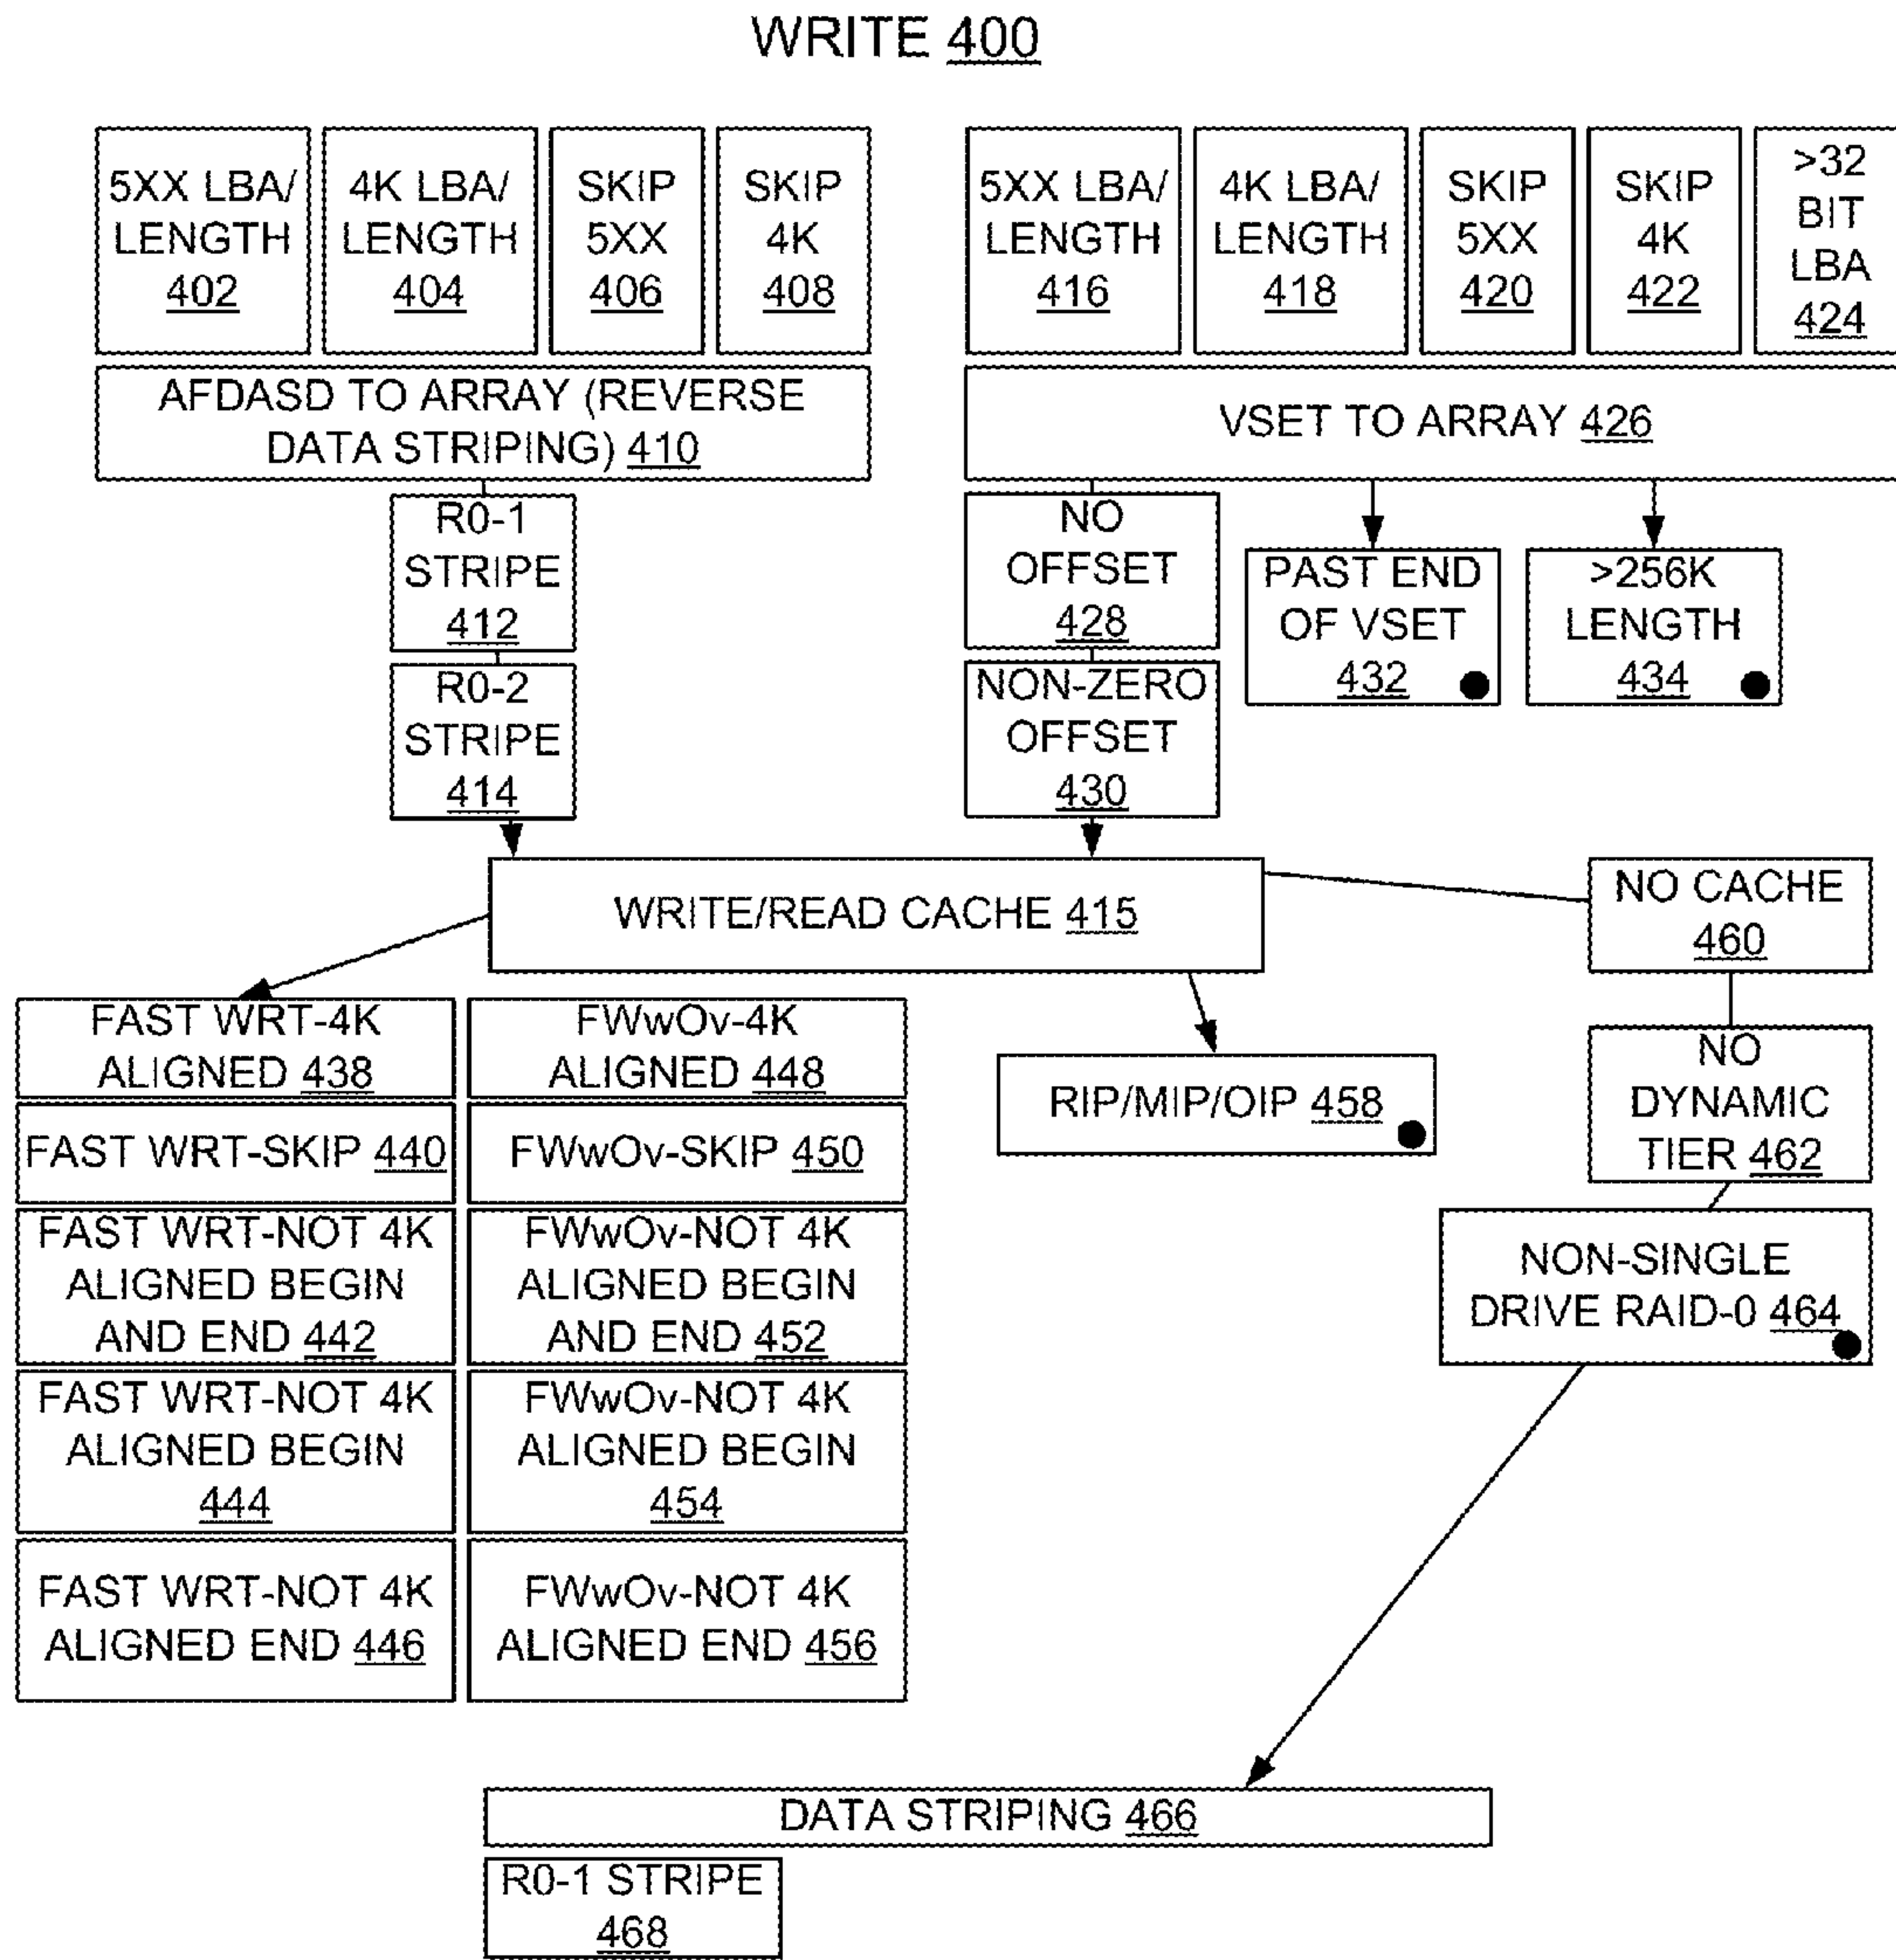 WRITE 400
5XX LBA/
LENGTH
402
4K LBA/
LENGTH
404
SKIP
5XX
406
SKIP
4K
408
5XX LBA/
LENGTH
416
4K LBA/
LENGTH
418
SKIP
5XX
420
SKIP
4K
422
>32
BIT
LBA
424
AFDASD TO ARRAY (REVERSE
DATA STRIPING) 410
VSET TO ARRAY 426
R0-1
STRIPE
412
R0-2
STRIPE
414
NO
OFFSET
428
NON-ZERO
OFFSET
430
PAST END
OF VSET
432
>256K
LENGTH
434
WRITE/READ CACHE 415
NO CACHE
460
FAST WRT-4K
ALIGNED 438
FWwOv-4K
ALIGNED 448
FAST WRT-SKIP 440
FWwOv-SKIP 450
FAST WRT-NOT 4K
ALIGNED BEGIN
AND END 442
FWwOv-NOT 4K
ALIGNED BEGIN
AND END 452
FAST WRT-NOT 4K
ALIGNED BEGIN
444
FWwOv-NOT 4K
ALIGNED BEGIN
454
FAST WRT-NOT 4K
ALIGNED END 446
FWwOv-NOT 4K
ALIGNED END 456
RIP/MIP/OIP 458
NO
DYNAMIC
TIER 462
NON-SINGLE
DRIVE RAID-0 464
DATA STRIPING 466
R0-1 STRIPE
468